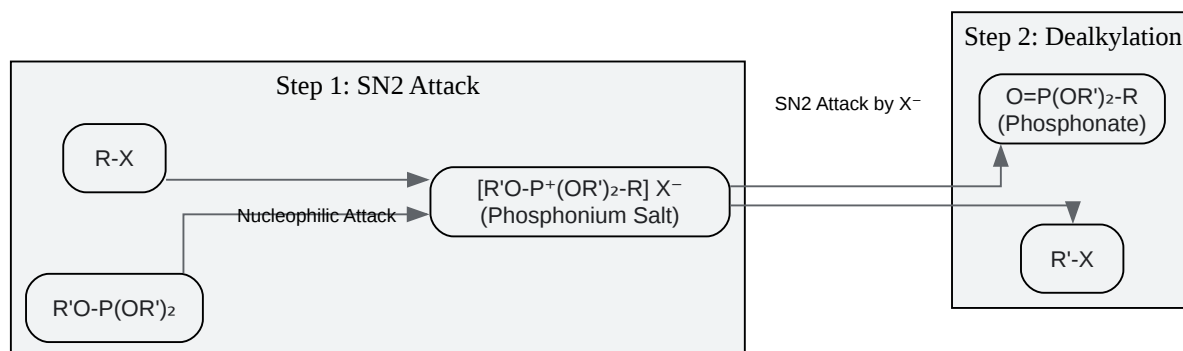 Step 1: SN2 Attack
R-X
Nucleophilic Attack
R'O-P(OR')₂
[R'O-P⁺(OR')₂-R] X⁻
(Phosphonium Salt)
SN2 Attack by X⁻
Step 2: Dealkylation
O=P(OR')₂-R
(Phosphonate)
R'-X